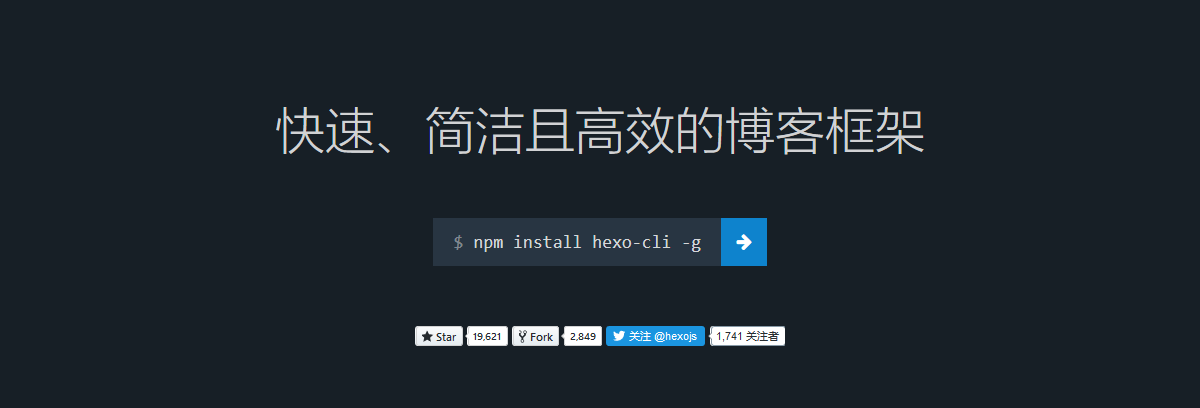 快速、简洁且高效的博客框架
$ npm install hexo-cli -g
Star 19,621 Fork 2,849 关注 @hexojs 1,741 关注者